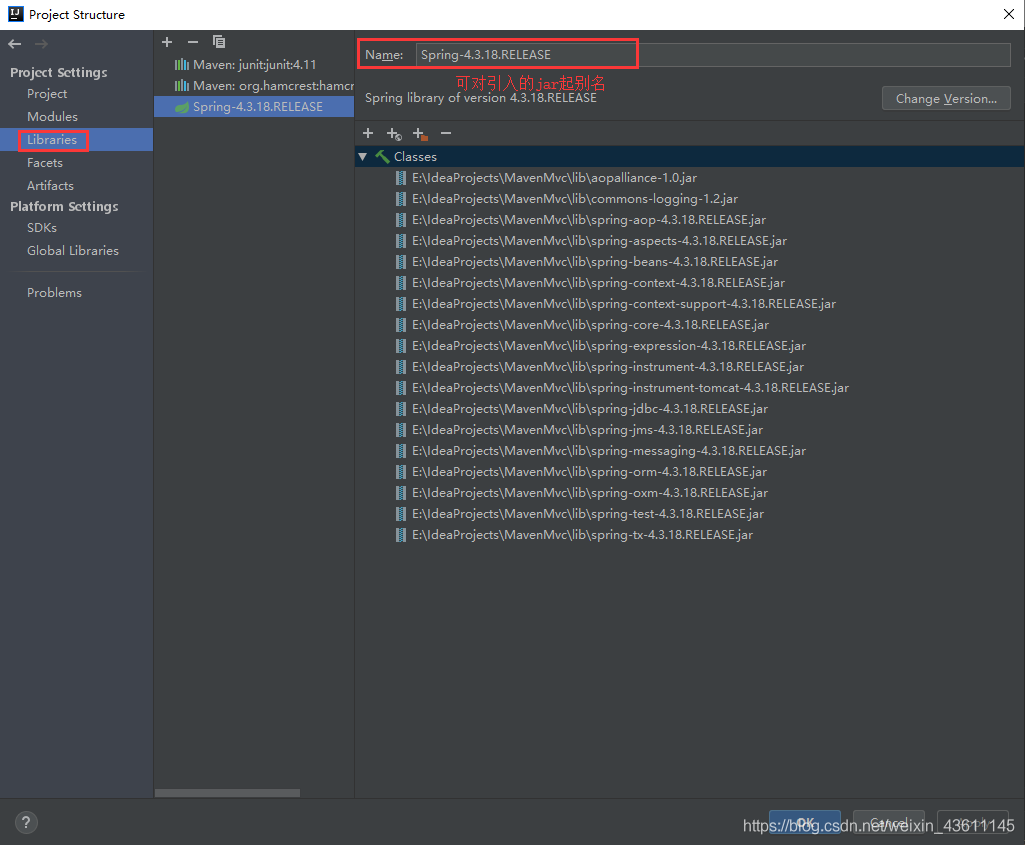 Project Structure
Project Settings
Project
Modules
Libraries
Facets
Artifacts
Platform Settings
SDKs
Global Libraries
Problems
Maven: junit:junit:4.11
Maven: org.hamcrest:hamcr
Spring-4.3.18.RELEASE
Name: Spring-4.3.18.RELEASE
可对引入的jar起别名
Spring library of version 4.3.18.RELEASE
Change Version...
Classes
E:\IdeaProjects\MavenMvc\lib\aopalliance-1.0.jar
E:\IdeaProjects\MavenMvc\lib\commons-logging-1.2.jar
E:\IdeaProjects\MavenMvc\lib\spring-aop-4.3.18.RELEASE.jar
E:\IdeaProjects\MavenMvc\lib\spring-aspects-4.3.18.RELEASE.jar
E:\IdeaProjects\MavenMvc\lib\spring-beans-4.3.18.RELEASE.jar
E:\IdeaProjects\MavenMvc\lib\spring-context-4.3.18.RELEASE.jar
E:\IdeaProjects\MavenMvc\lib\spring-context-support-4.3.18.RELEASE.jar
E:\IdeaProjects\MavenMvc\lib\spring-core-4.3.18.RELEASE.jar
E:\IdeaProjects\MavenMvc\lib\spring-expression-4.3.18.RELEASE.jar
E:\IdeaProjects\MavenMvc\lib\spring-instrument-4.3.18.RELEASE.jar
E:\IdeaProjects\MavenMvc\lib\spring-instrument-tomcat-4.3.18.RELEASE.jar
E:\IdeaProjects\MavenMvc\lib\spring-jdbc-4.3.18.RELEASE.jar
E:\IdeaProjects\MavenMvc\lib\spring-jms-4.3.18.RELEASE.jar
E:\IdeaProjects\MavenMvc\lib\spring-messaging-4.3.18.RELEASE.jar
E:\IdeaProjects\MavenMvc\lib\spring-orm-4.3.18.RELEASE.jar
E:\IdeaProjects\MavenMvc\lib\spring-oxm-4.3.18.RELEASE.jar
E:\IdeaProjects\MavenMvc\lib\spring-test-4.3.18.RELEASE.jar
E:\IdeaProjects\MavenMvc\lib\spring-tx-4.3.18.RELEASE.jar
OK
Cancel
https://blog.csdn.net/weixin_43611145